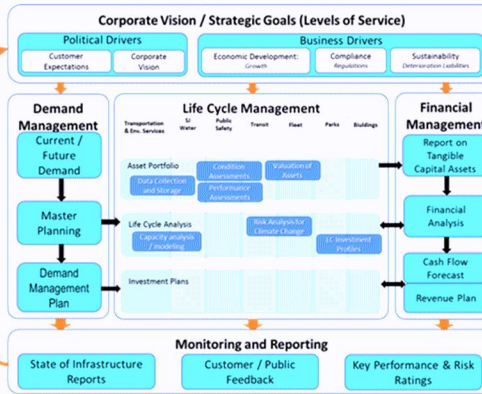 Corporate Vision / Strategic Goals (Levels of Service)
Political Drivers
Customer
Expectations
Corporate
Vision
Business Drivers
Economic Development:
Growth
Compliance
Regulations
Sustainability
Deterioration Liabilities
Demand
Management
Current /
Future
Demand
Master
Planning
Demand
Management
Plan
Life Cycle Management
Transportation
& Env. Services
Water
Public
Safety
Transit
Fleet
Parks
Buildings
Asset Portfolio
Condition
Assessments
Valuation of
Assets
Data Collection
and Storage
Performance
Assessments
Life Cycle Analysis
Risk Analysis for
Climate Change
Capacity analysis
/ modeling
LC Investment
Profiles
Investment Plans
Financial
Management
Report on
Tangible
Capital Assets
Financial
Analysis
Cash Flow
Forecast
Revenue Plan
Monitoring and Reporting
State of Infrastructure
Reports
Customer / Public
Feedback
Key Performance & Risk
Ratings